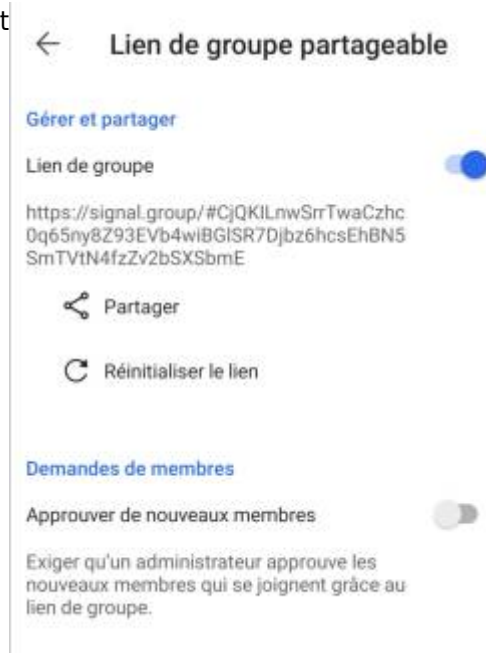 t
Lien de groupe partageable
Gérer et partager
Lien de groupe
https://signal.group/#CjQKILnwSrrTwaCzhc
0q65ny8Z93EVb4wiBGlSR7Djbz6hcsEhBN5
SmTVtN4fzZv2bSXSbmE
Partager
Réinitialiser le lien
Demandes de membres
Approuver de nouveaux membres
Exiger qu'un administrateur approuve les
nouveaux membres qui se joignent grâce au
lien de groupe.